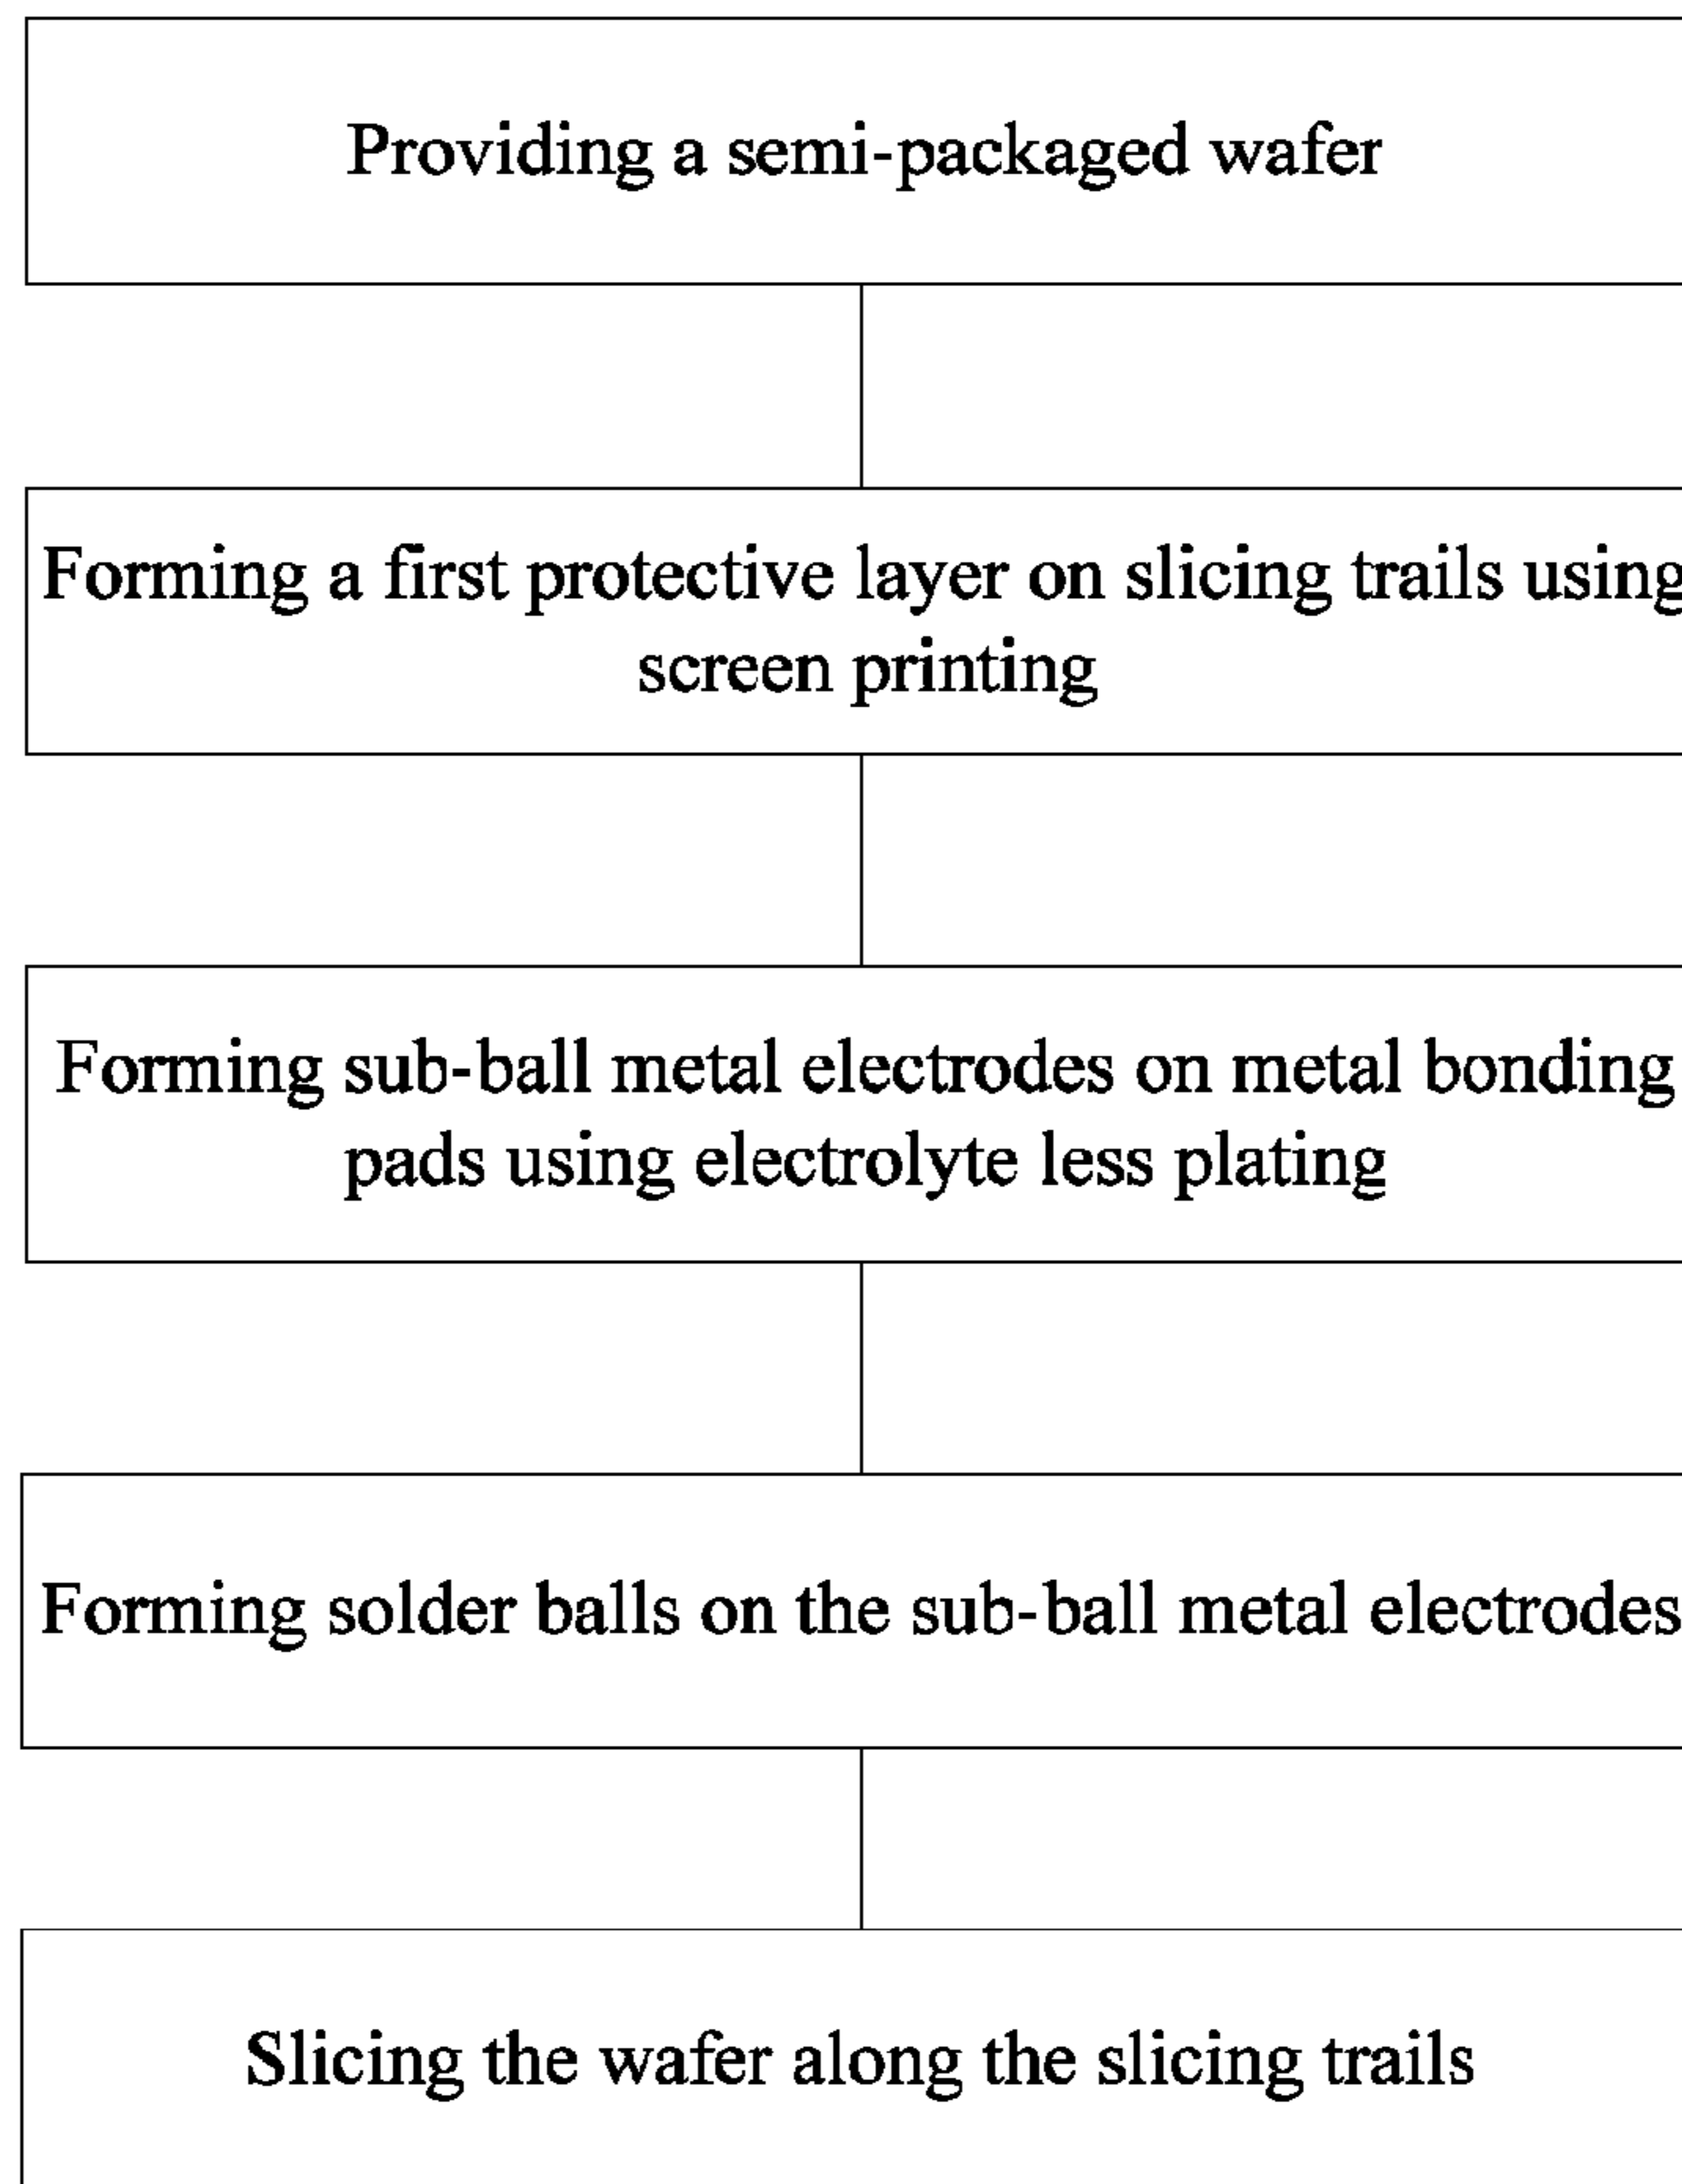 Providing a semi-packaged wafer
Forming a first protective layer on slicing trails using
screen printing
Forming sub-ball metal electrodes on metal bonding
pads using electrolyte less plating
Forming solder balls on the sub-ball metal electrodes
Slicing the wafer along the slicing trails